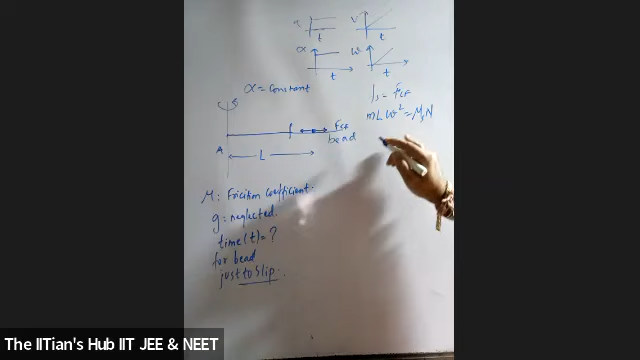 a
t
V
t
α
t
ω
t
α = Constant
fs = fCF
mLω² = μsN
f
fCF
bead
A
L
μ : Friction Coefficient.
g : neglected.
time(t) = ?
for bead
just to slip.
The IITian's Hub IIT JEE & NEET